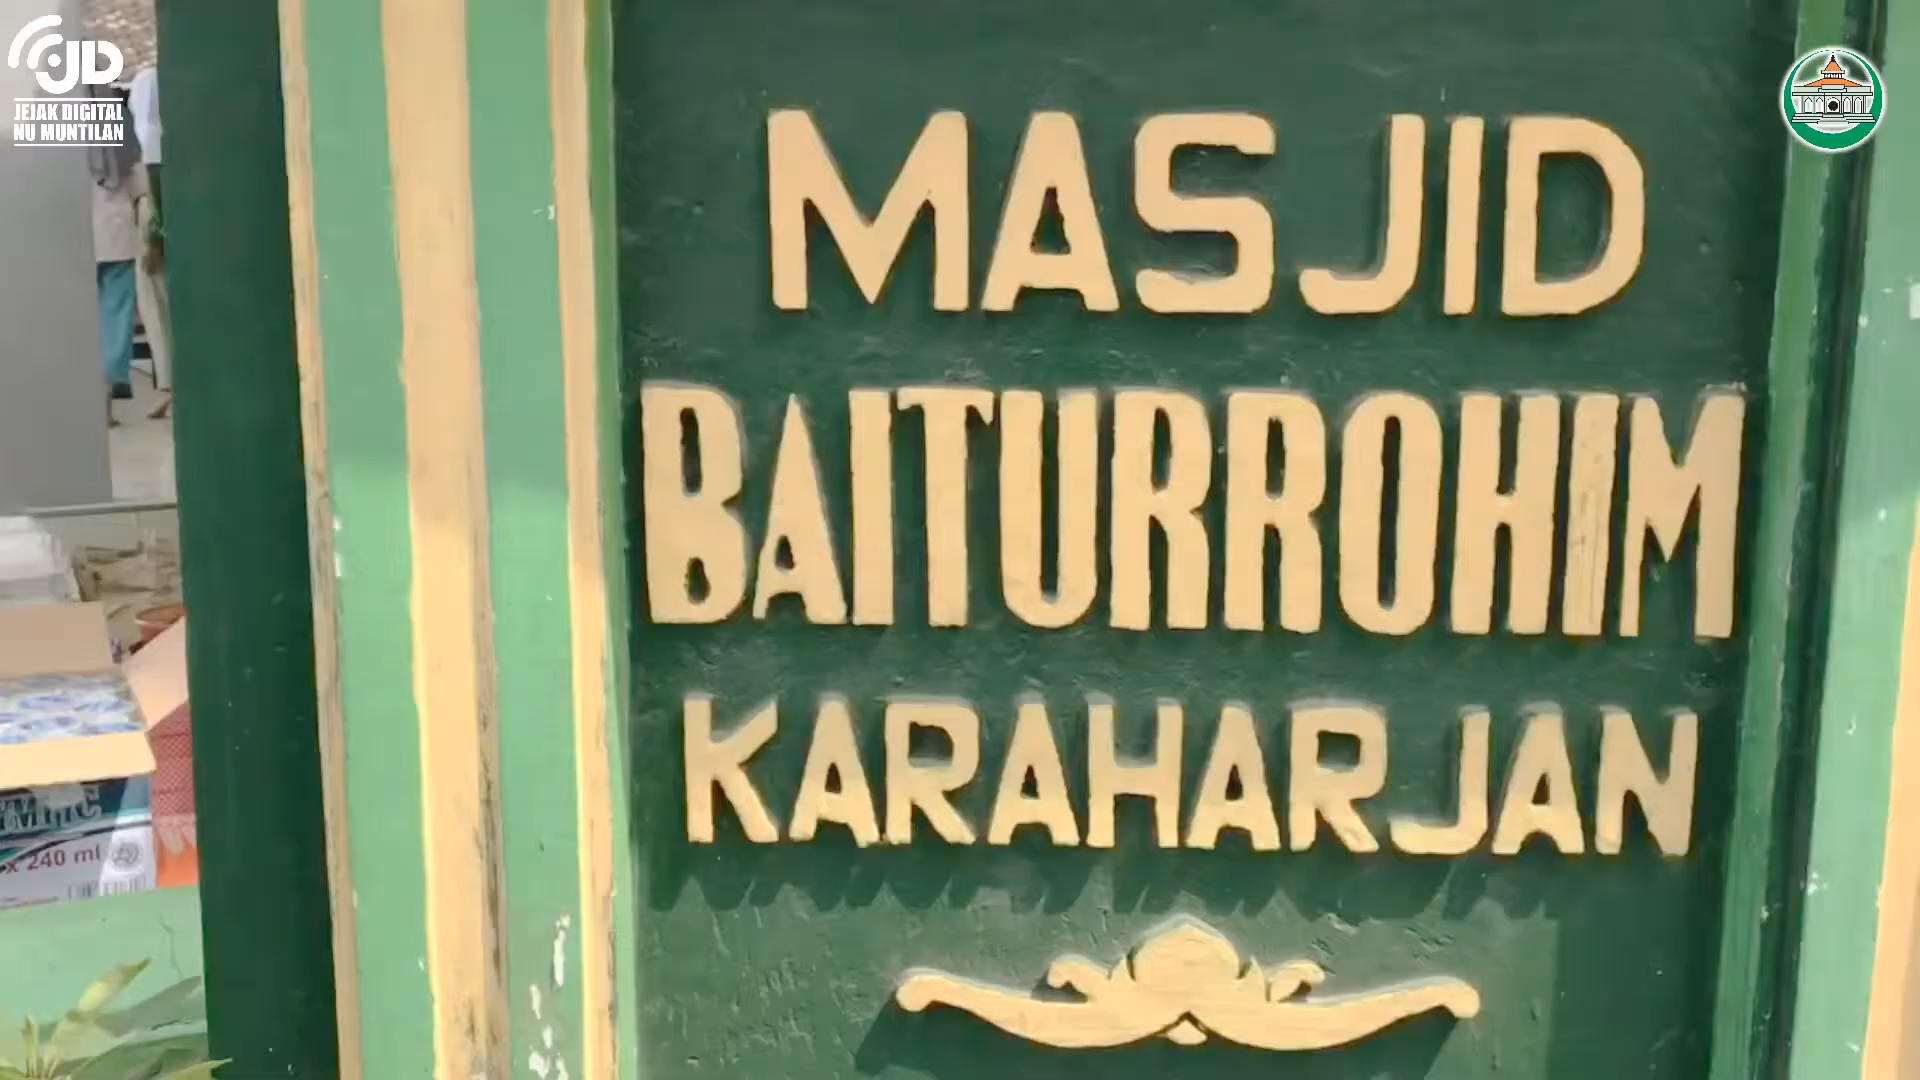 JD
JEJAK DIGITAL
NU MUNTILAN
MASJID
BAITURROHIM
KARAHARJAN
x 240 ml